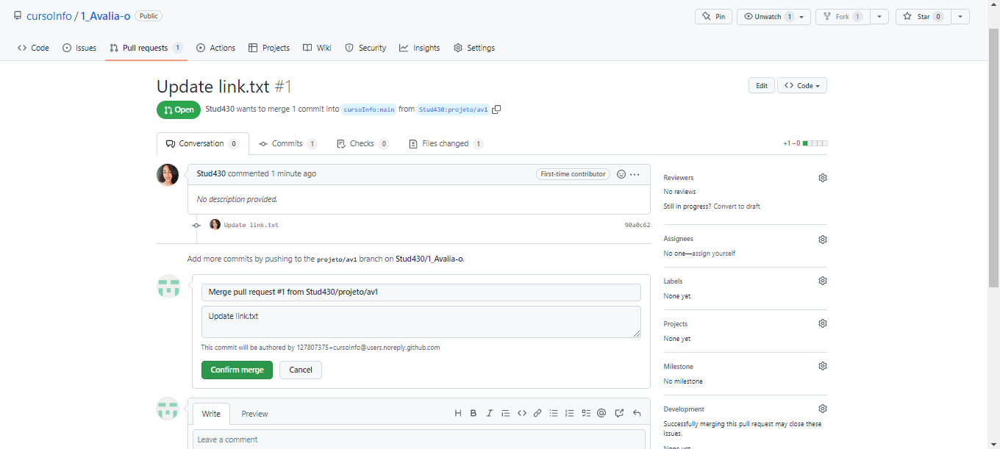 cursoInfo / 1_Avalia-o Public
Pin Unwatch 1 Fork 1 Star 0
Code Issues Pull requests 1 Actions Projects Wiki Security Insights Settings
Update link.txt #1
Edit Code
Open Stud430 wants to merge 1 commit into cursoInfo:main from Stud430:projeto/av1
Conversation 0 Commits 1 Checks 0 Files changed 1
+1 −0
Stud430 commented 1 minute ago First-time contributor
No description provided.
Update link.txt 90a0c62
Add more commits by pushing to the projeto/av1 branch on Stud430/1_Avalia-o.
Merge pull request #1 from Stud430/projeto/av1
Update link.txt
This commit will be authored by 127807375+cursoInfo@users.noreply.github.com
Confirm merge Cancel
Write Preview
Leave a comment
Reviewers
No reviews
Still in progress? Convert to draft
Assignees
No one—assign yourself
Labels
None yet
Projects
None yet
Milestone
No milestone
Development
Successfully merging this pull request may close these
issues.
None yet